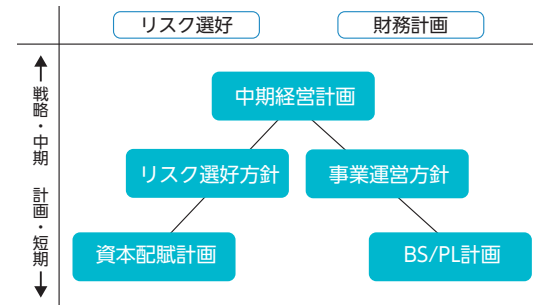 リスク選好
財務計画
戦略・中期
計画・短期
中期経営計画
リスク選好方針
事業運営方針
資本配賦計画
BS/PL計画